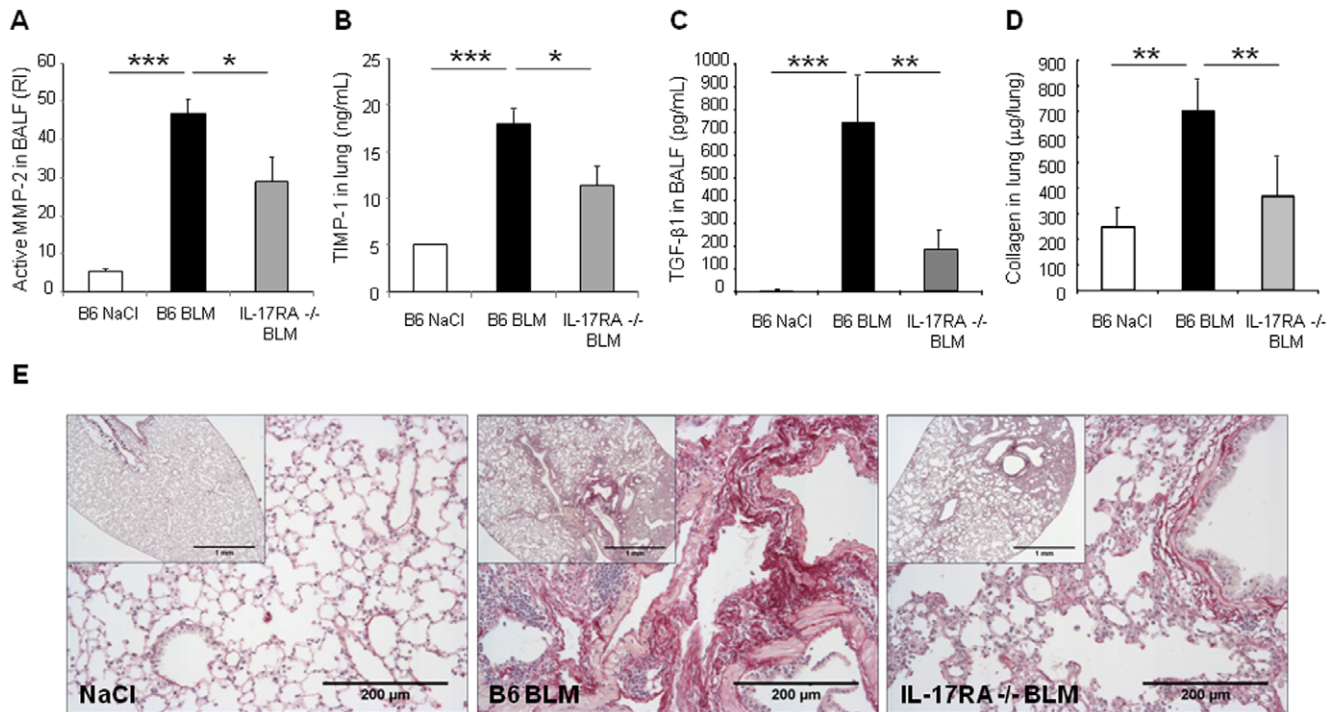 A
Active MMP-2 in BALF (RI)
60
50
40
30
20
10
0
***
*
B6 NaCl
B6 BLM
IL-17RA -/-
BLM
B
TIMP-1 in lung (ng/mL)
25
20
15
10
5
0
***
*
B6 NaCl
B6 BLM
IL-17RA -/-
BLM
C
TGF-β1 in BALF (pg/mL)
1000
900
800
700
600
500
400
300
200
100
0
***
**
B6 NaCl
B6 BLM
IL-17RA -/-
BLM
D
Collagen in lung (µg/lung)
900
800
700
600
500
400
300
200
100
0
**
**
B6 NaCl
B6 BLM
IL-17RA -/-
BLM
E
1 mm
NaCl
200 µm
1 mm
B6 BLM
200 µm
1 mm
IL-17RA -/- BLM
200 µm